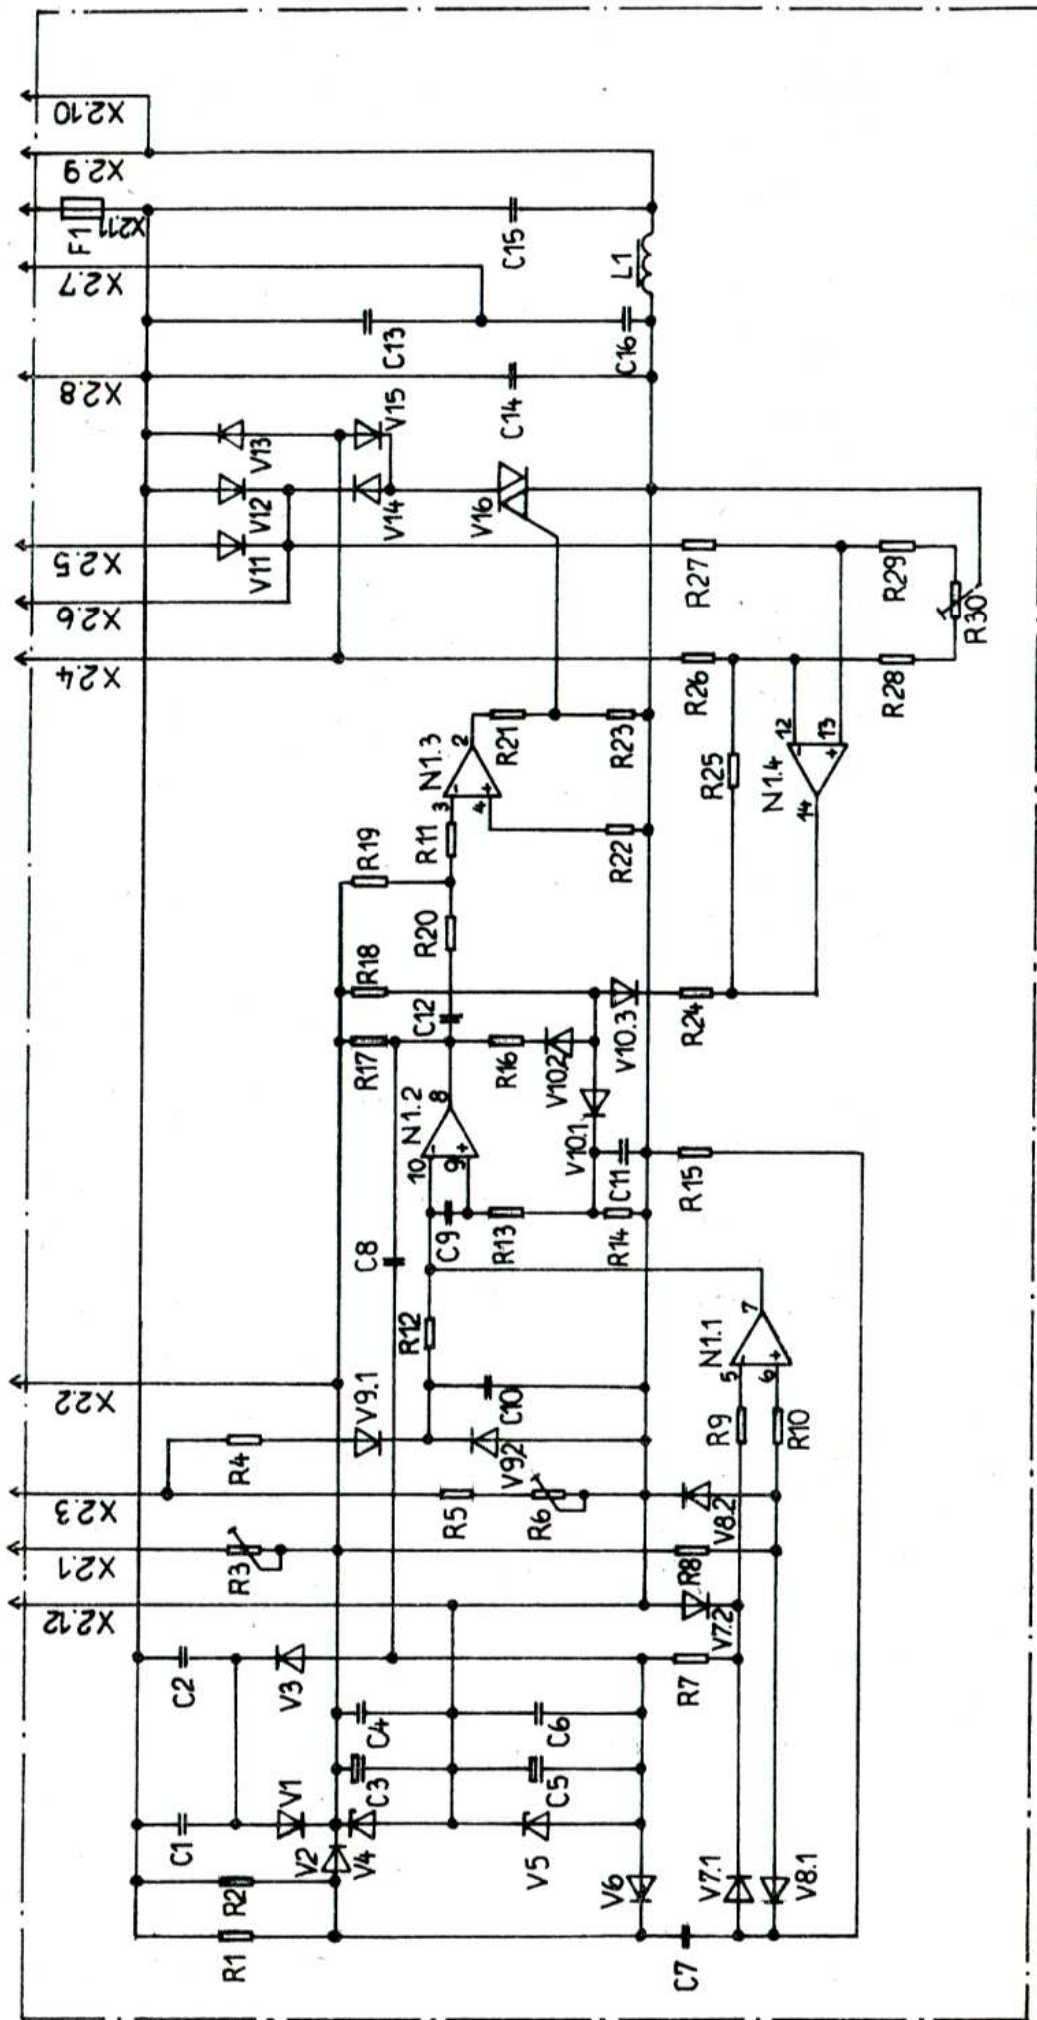 X2.10
X2.9
F1
X2.11
X2.7
X2.8
X2.5
X2.6
X2.4
X2.2
X2.3
X2.1
X2.12
C15
L1
C13
C16
C14
V15
V13
V12
V14
V11
V16
R27
R29
R30
R26
R28
R25
N1.4
12
13
14
N1.3
2
3
4
R21
R23
R22
R11
R19
R20
R18
C12
R17
R16
V10.2
V10.3
R24
V10.1
N1.2
8
10
9
C11
R15
C9
R13
R14
C8
R12
N1.1
7
5
6
R9
R10
V9.1
C10
V9.2
R4
R5
R6
V8.2
R3
R8
V7.2
R7
C2
V3
C4
C6
C3
C5
C1
V1
V2
V4
V5
V6
V7.1
V8.1
R2
R1
C7